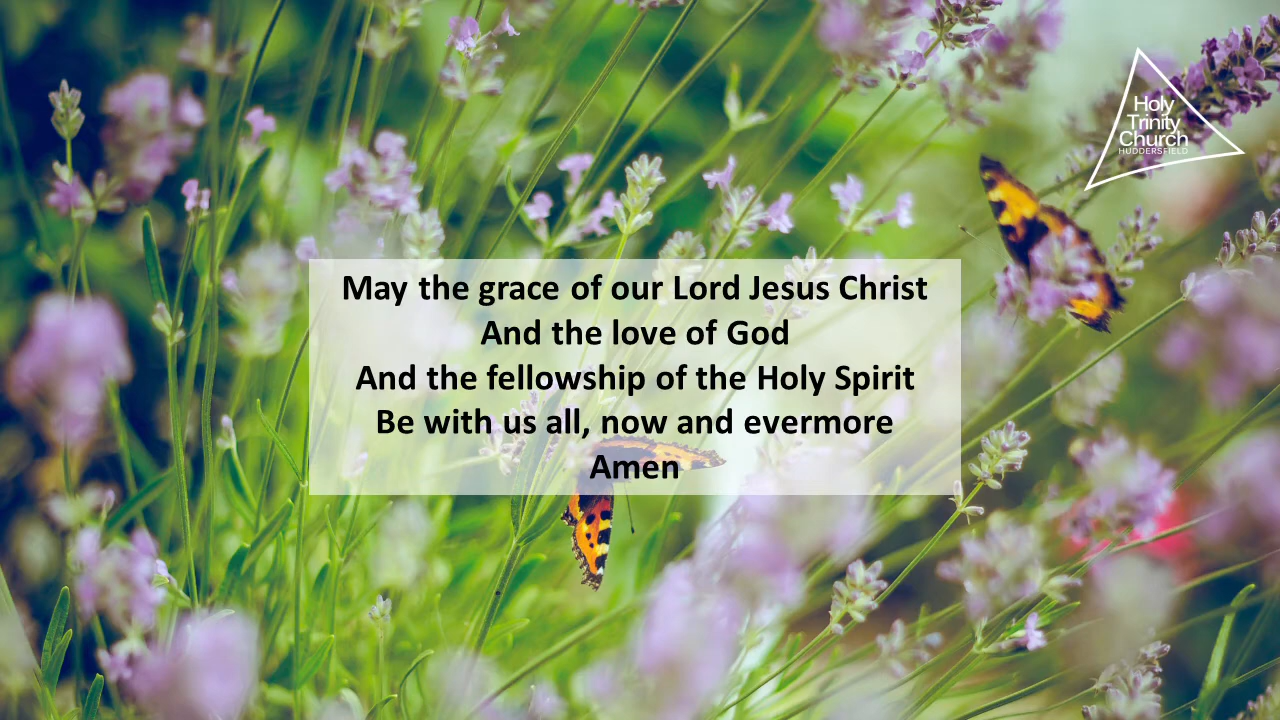 Holy
Trinity
Church
HUDDERSFIELD
May the grace of our Lord Jesus Christ
And the love of God
And the fellowship of the Holy Spirit
Be with us all, now and evermore
Amen